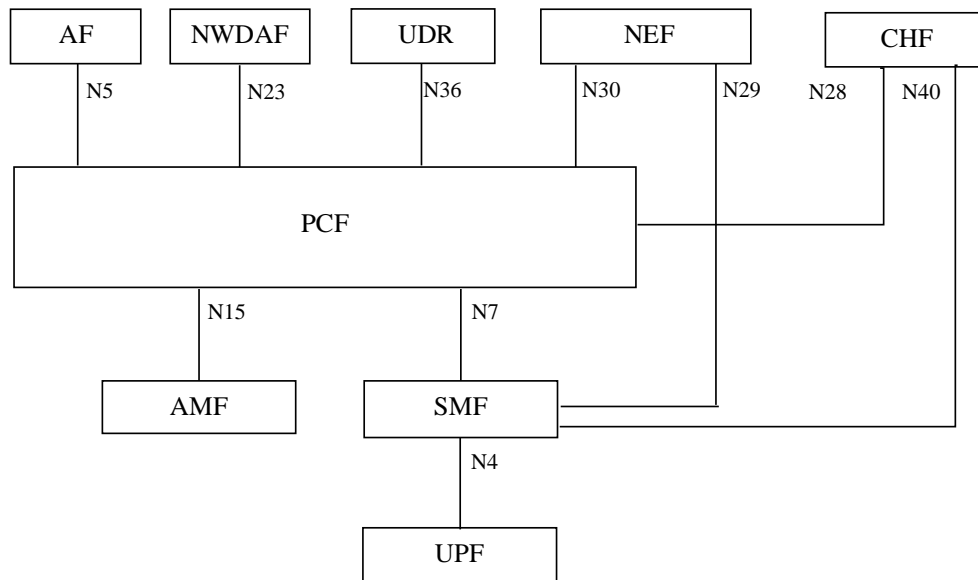 AF
NWDAF
UDR
NEF
CHF
N5
N23
N36
N30
N29
N28
N40
PCF
N15
N7
AMF
SMF
N4
UPF